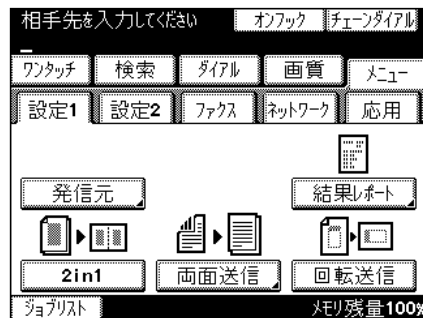 相手先を入力してください オンフック チェーンダイアル
ワンタッチ 検索 ダイアル 画質 メニュー
設定1 設定2 ファクス ネットワーク 応用
発信元 結果レポート
2in1 両面送信 回転送信
ジョブリスト メモリ残量100%